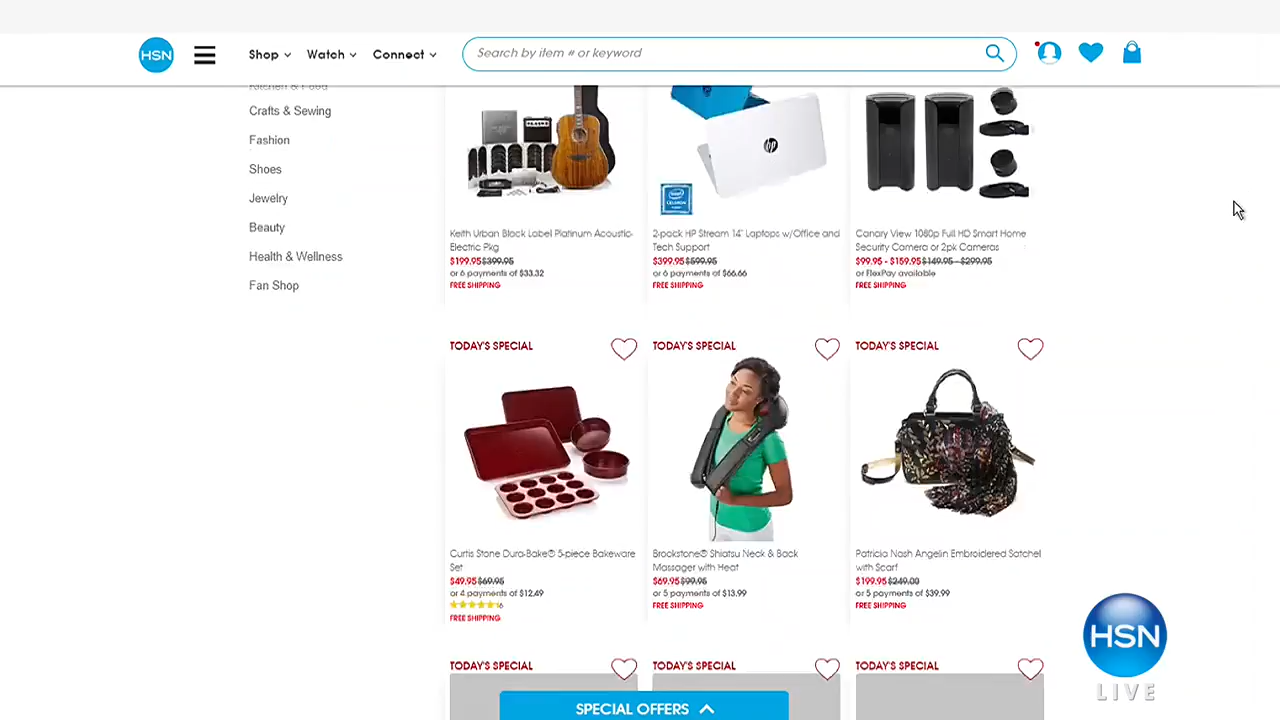 HSN
Shop
Watch
Connect
Search by item # or keyword
Kitchen & Food
Crafts & Sewing
Fashion
Shoes
Jewelry
Beauty
Health & Wellness
Fan Shop
hp
intel
CELERON
Keith Urban Black Label Platinum Acoustic-
Electric Pkg
$199.95 $399.95
or 6 payments of $33.32
FREE SHIPPING
2-pack HP Stream 14" Laptops w/Office and
Tech Support
$399.95 $599.95
or 6 payments of $66.66
FREE SHIPPING
Canary View 1080p Full HD Smart Home
Security Camera or 2pk Cameras
$99.95 - $159.95 $149.95 - $299.95
or FlexPay available
FREE SHIPPING
TODAY'S SPECIAL
TODAY'S SPECIAL
TODAY'S SPECIAL
Curtis Stone Dura-Bake® 5-piece Bakeware
Set
$49.95 $69.95
or 4 payments of $12.49
FREE SHIPPING
Brookstone® Shiatsu Neck & Back
Massager with Heat
$69.95 $99.95
or 5 payments of $13.99
FREE SHIPPING
Patricia Nash Angelin Embroidered Satchel
with Scarf
$199.95 $249.00
or 5 payments of $39.99
FREE SHIPPING
TODAY'S SPECIAL
TODAY'S SPECIAL
TODAY'S SPECIAL
SPECIAL OFFERS
HSN
LIVE